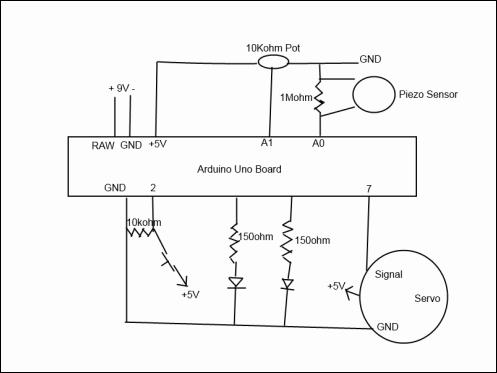 10Kohm Pot
GND
+ 9V -
1Mohm
Piezo Sensor
RAW GND +5V A1 A0
Arduino Uno Board
GND 2 7
10kohm
150ohm
150ohm
+5V
Signal
+5V
Servo
GND